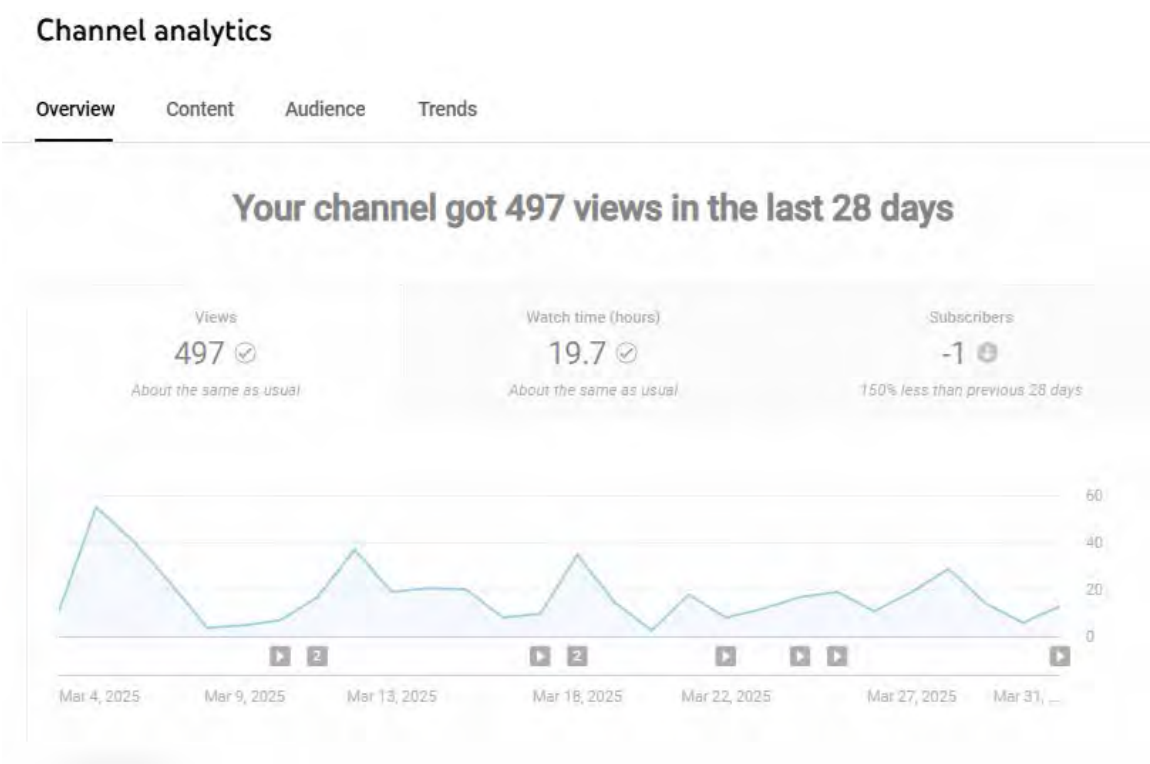 Channel analytics
Overview Content Audience Trends
Your channel got 497 views in the last 28 days
Views Watch time (hours) Subscribers
497 19.7 -1
About the same as usual About the same as usual 150% less than previous 28 days
60
40
20
0
2 2
Mar 4, 2025 Mar 9, 2025 Mar 13, 2025 Mar 18, 2025 Mar 22, 2025 Mar 27, 2025 Mar 31, ...